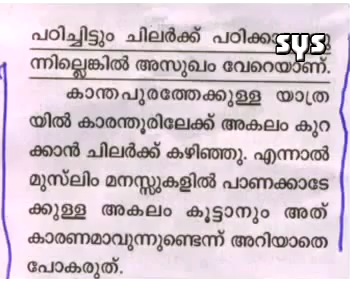 പഠിച്ചിട്ടും ചിലർക്ക് പഠിക്കാ
sys
ന്നില്ലെങ്കിൽ അസുഖം വേറെയാണ്.
കാന്തപുരത്തേക്കുള്ള യാത്ര
യിൽ കാരന്തൂരിലേക്ക് അകലം കുറ
ക്കാൻ ചിലർക്ക് കഴിഞ്ഞു. എന്നാൽ
മുസ്‌ലിം മനസ്സുകളിൽ പാണക്കാടേ
ക്കുള്ള അകലം കൂട്ടാനും അത്
കാരണമാവുന്നുണ്ടെന്ന് അറിയാതെ
പോകരുത്.